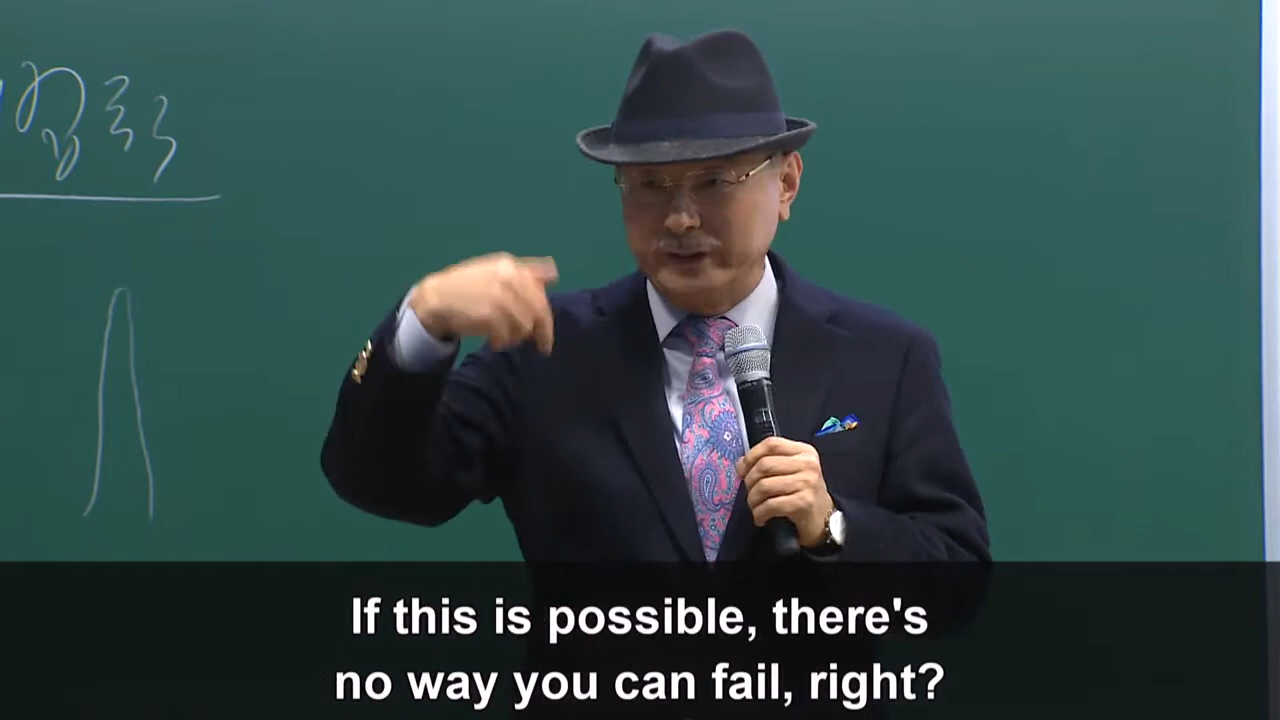 If this is possible, there's
no way you can fail, right?